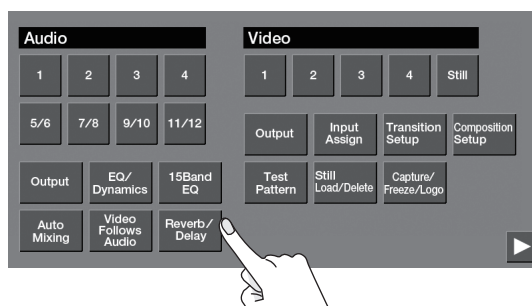 Audio
1 2 3 4
5/6 7/8 9/10 11/12
Output EQ/
Dynamics 15Band
EQ
Auto
Mixing Video
Follows
Audio Reverb/
Delay
Video
1 2 3 4 Still
Output Input
Assign Transition
Setup Composition
Setup
Test
Pattern Still
Load/Delete Capture/
Freeze/Logo